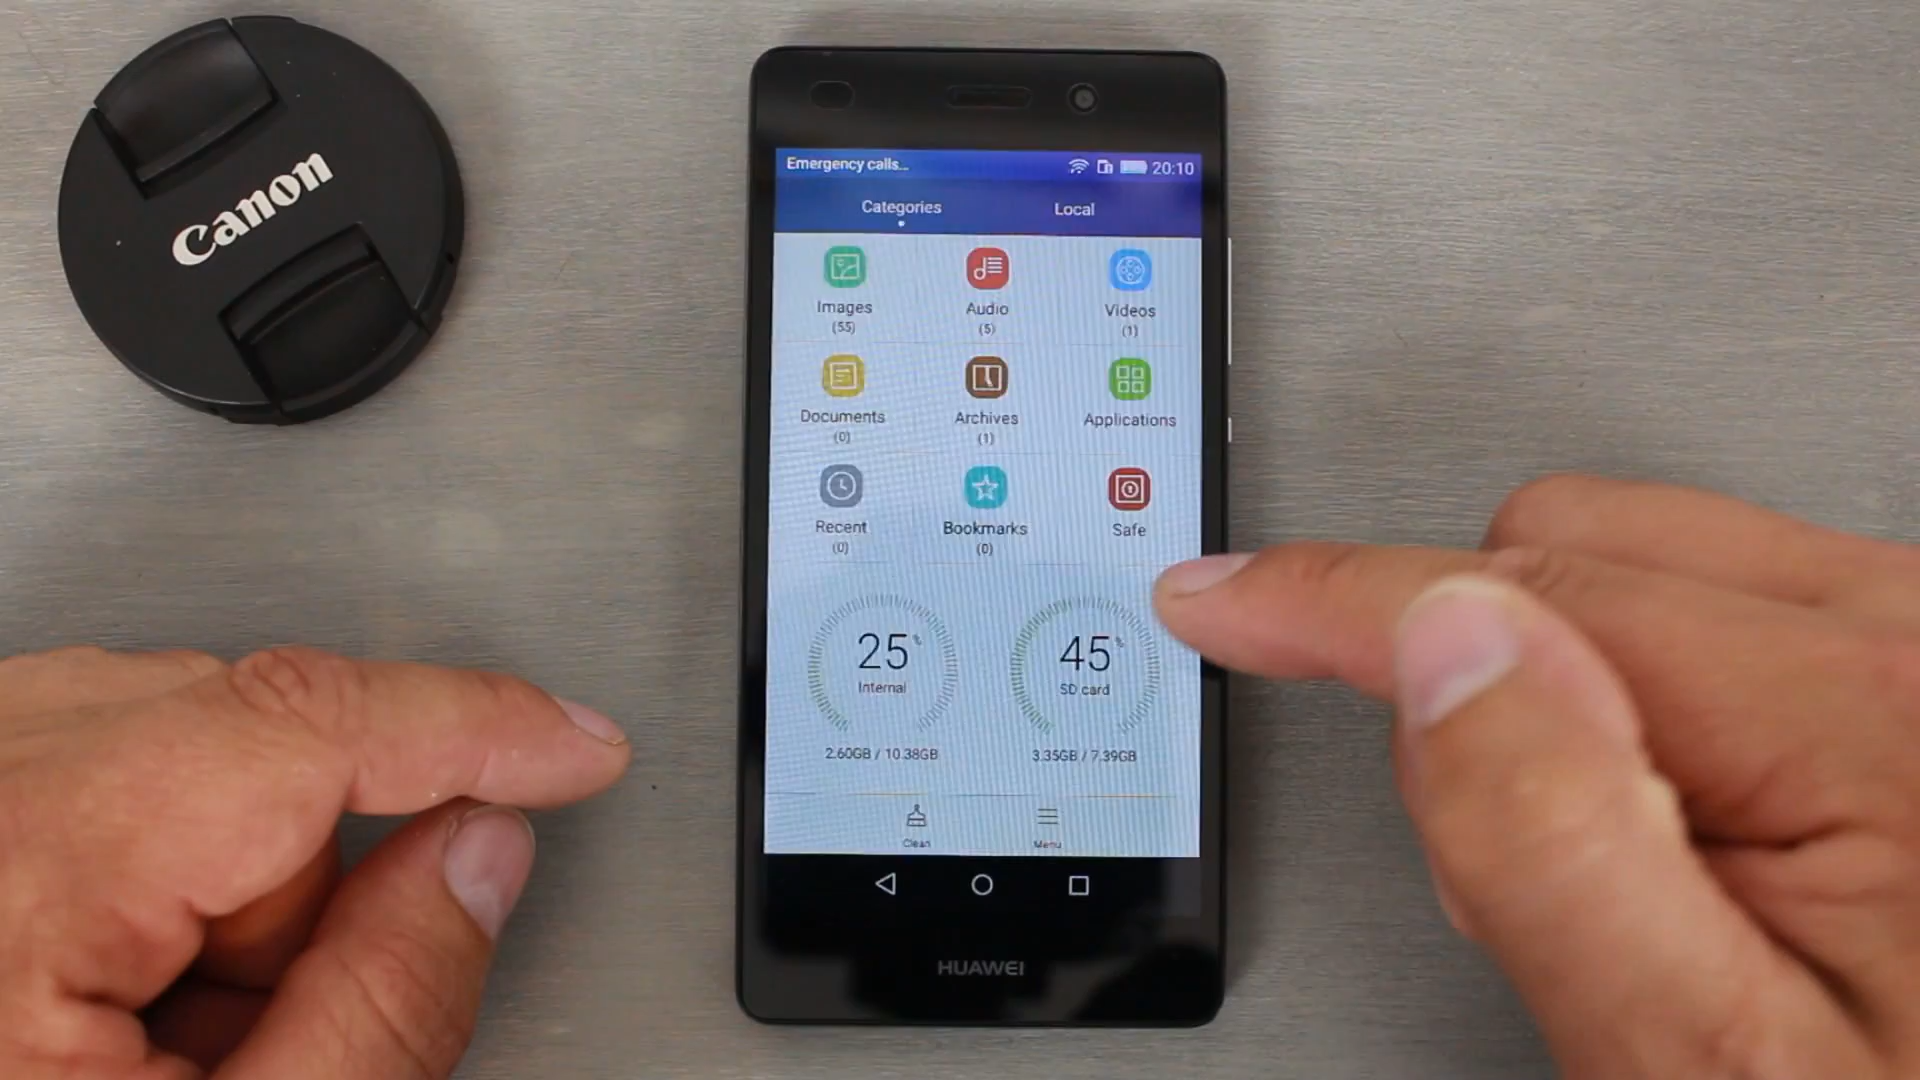 Canon
Emergency calls... 20:10
Categories Local
Images Audio Videos
(55) (5) (1)
Documents Archives Applications
(0) (1)
Recent Bookmarks Safe
(0) (0)
25% 45%
Internal SD card
2.60GB / 10.38GB 3.35GB / 7.39GB
Clean Menu
HUAWEI